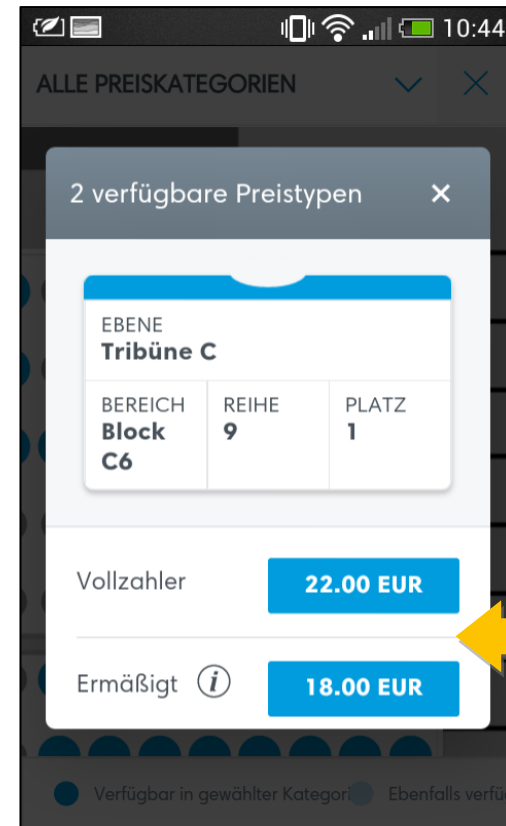 10:44
ALLE PREISKATEGORIEN
2 verfügbare Preistypen
EBENE
Tribüne C
BEREICH REIHE PLATZ
Block 9 1
C6
Vollzahler 22.00 EUR
Ermäßigt i 18.00 EUR
Verfügbar in gewählter Kategori Ebenfalls verfü